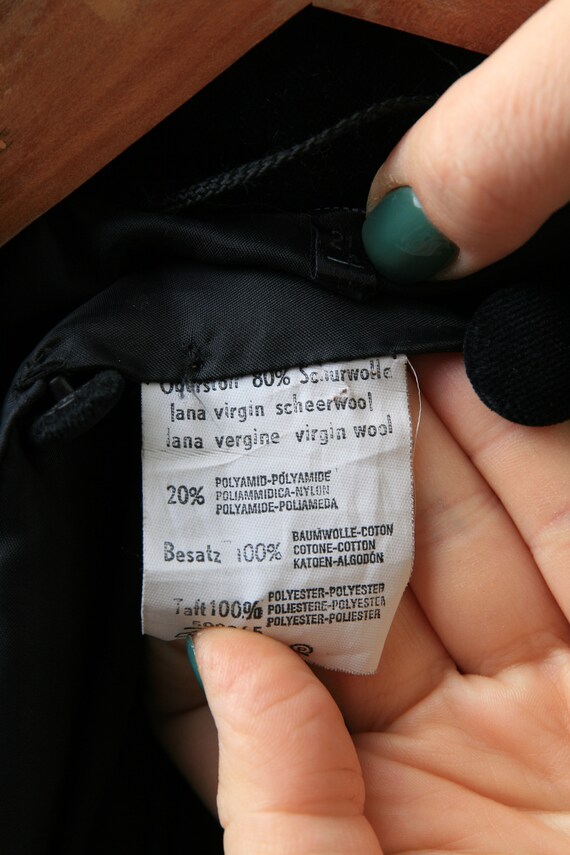 80% Schurwolle
lana virgin scheerwool
lana vergine virgin wool
20% POLYAMID-POLYAMIDE
POLIAMMIDICA-NYLON
POLYAMIDE-POLIAMEDA
Besatz 100% BAUMWOLLE-COTON
COTONE-COTTON
KATOEN-ALGODÓN
Taft 100% POLYESTER-POLYESTER
POLIESTERE-POLYESTER
POLYESTER-POLIESTER